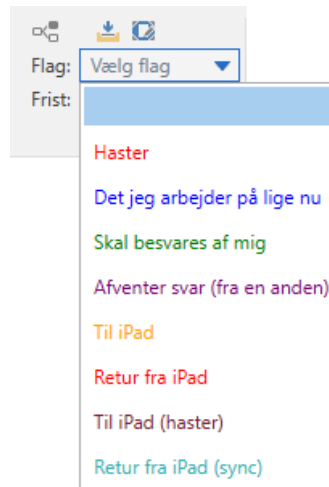 Flag: Vælg flag
Frist:
Haster
Det jeg arbejder på lige nu
Skal besvares af mig
Afventer svar (fra en anden)
Til iPad
Retur fra iPad
Til iPad (haster)
Retur fra iPad (sync)